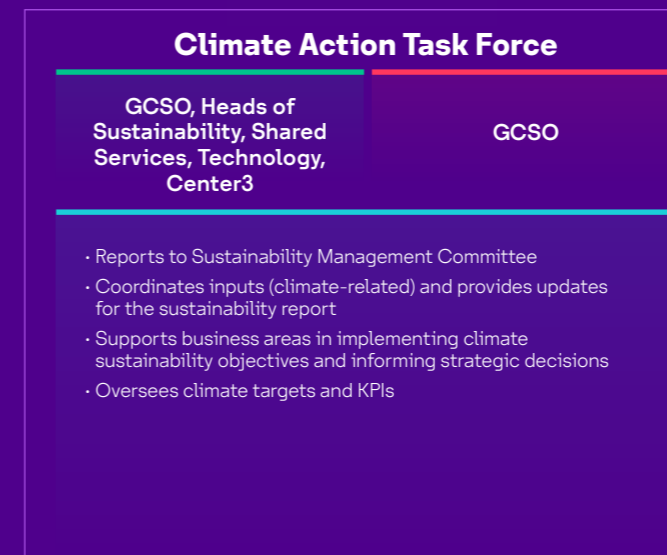 Climate Action Task Force
GCSO, Heads of
Sustainability, Shared
Services, Technology,
Center3
GCSO
· Reports to Sustainability Management Committee
· Coordinates inputs (climate-related) and provides updates
for the sustainability report
· Supports business areas in implementing climate
sustainability objectives and informing strategic decisions
· Oversees climate targets and KPIs